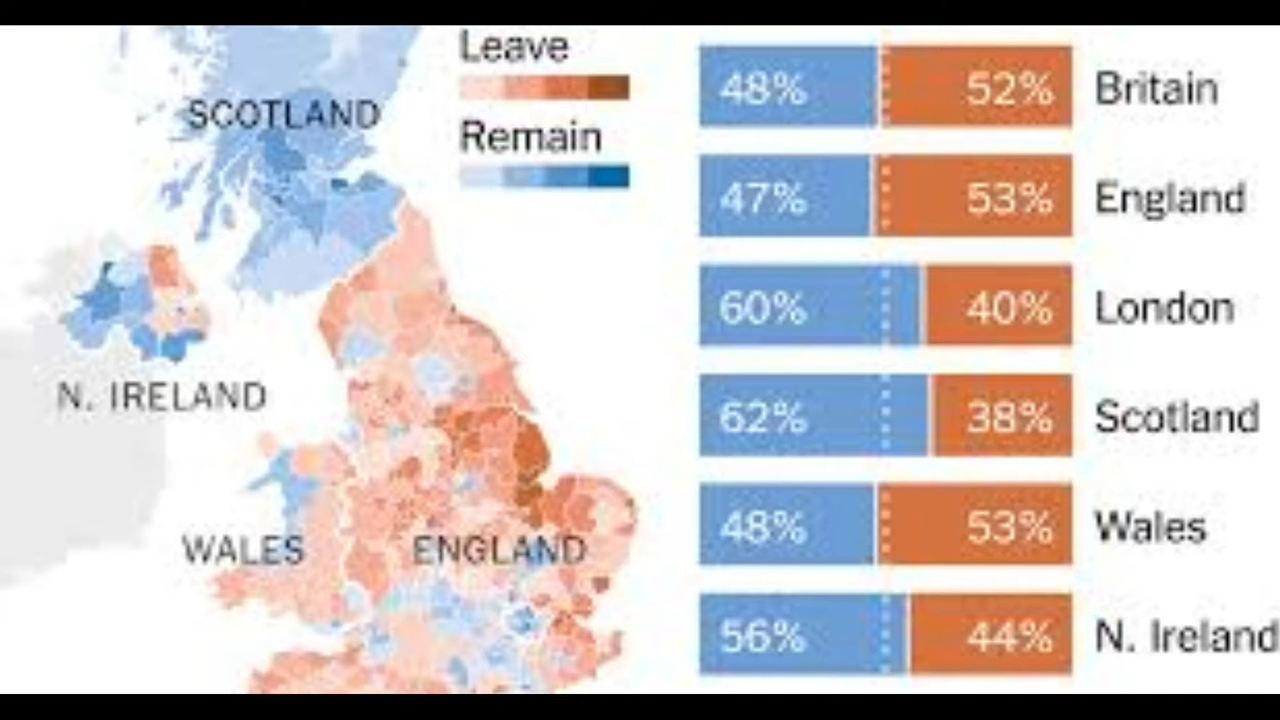 Leave
Remain
SCOTLAND
N. IRELAND
WALES
ENGLAND
48% 52% Britain
47% 53% England
60% 40% London
62% 38% Scotland
48% 53% Wales
56% 44% N. Ireland